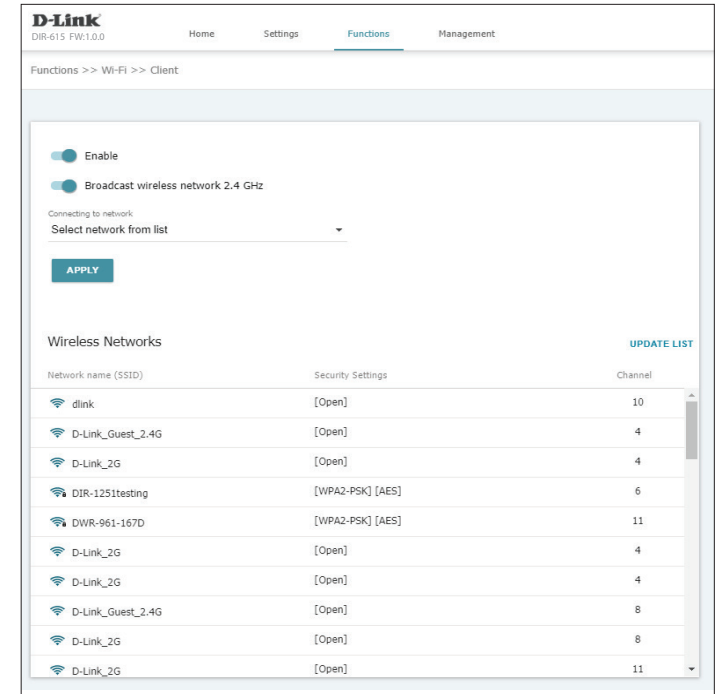 D-Link
DIR-615 FW:1.0.0 Home Settings Functions Management
Functions >> Wi-Fi >> Client
Enable
Broadcast wireless network 2.4 GHz
Connecting to network
Select network from list
APPLY
Wireless Networks UPDATE LIST
Network name (SSID) Security Settings Channel
dlink [Open] 10
D-Link_Guest_2.4G [Open] 4
D-Link_2G [Open] 4
DIR-1251testing [WPA2-PSK] [AES] 6
DWR-961-167D [WPA2-PSK] [AES] 11
D-Link_2G [Open] 4
D-Link_2G [Open] 4
D-Link_Guest_2.4G [Open] 8
D-Link_2G [Open] 8
D-Link_2G [Open] 11